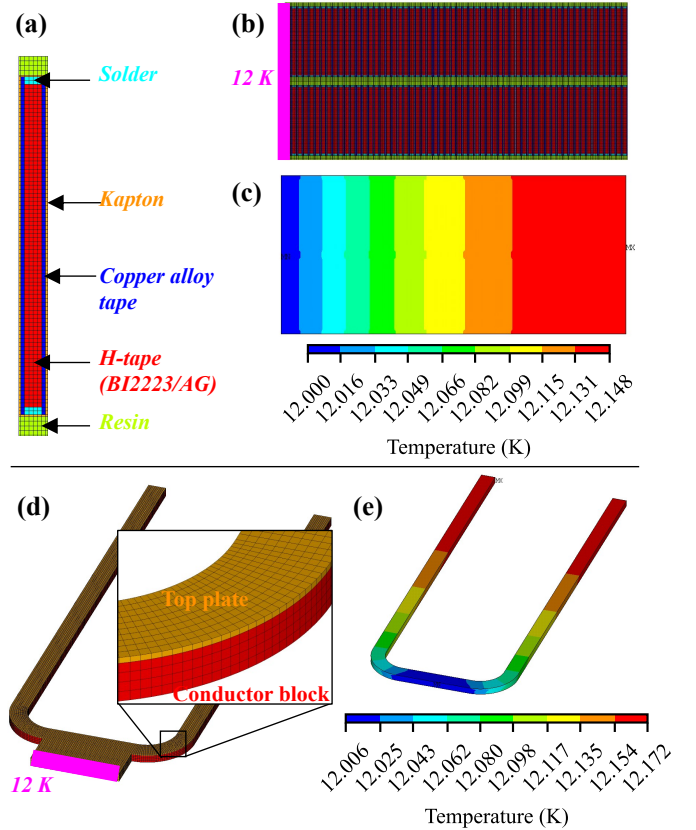 (a)
Solder
Kapton
Copper alloy
tape
H-tape
(BI2223/AG)
Resin
(b)
12 K
(c)
MX
12.000
12.016
12.033
12.049
12.066
12.082
12.099
12.115
12.131
12.148
Temperature (K)
(d)
Top plate
Conductor block
12 K
(e)
MX
12.006
12.025
12.043
12.062
12.080
12.098
12.117
12.135
12.154
12.172
Temperature (K)